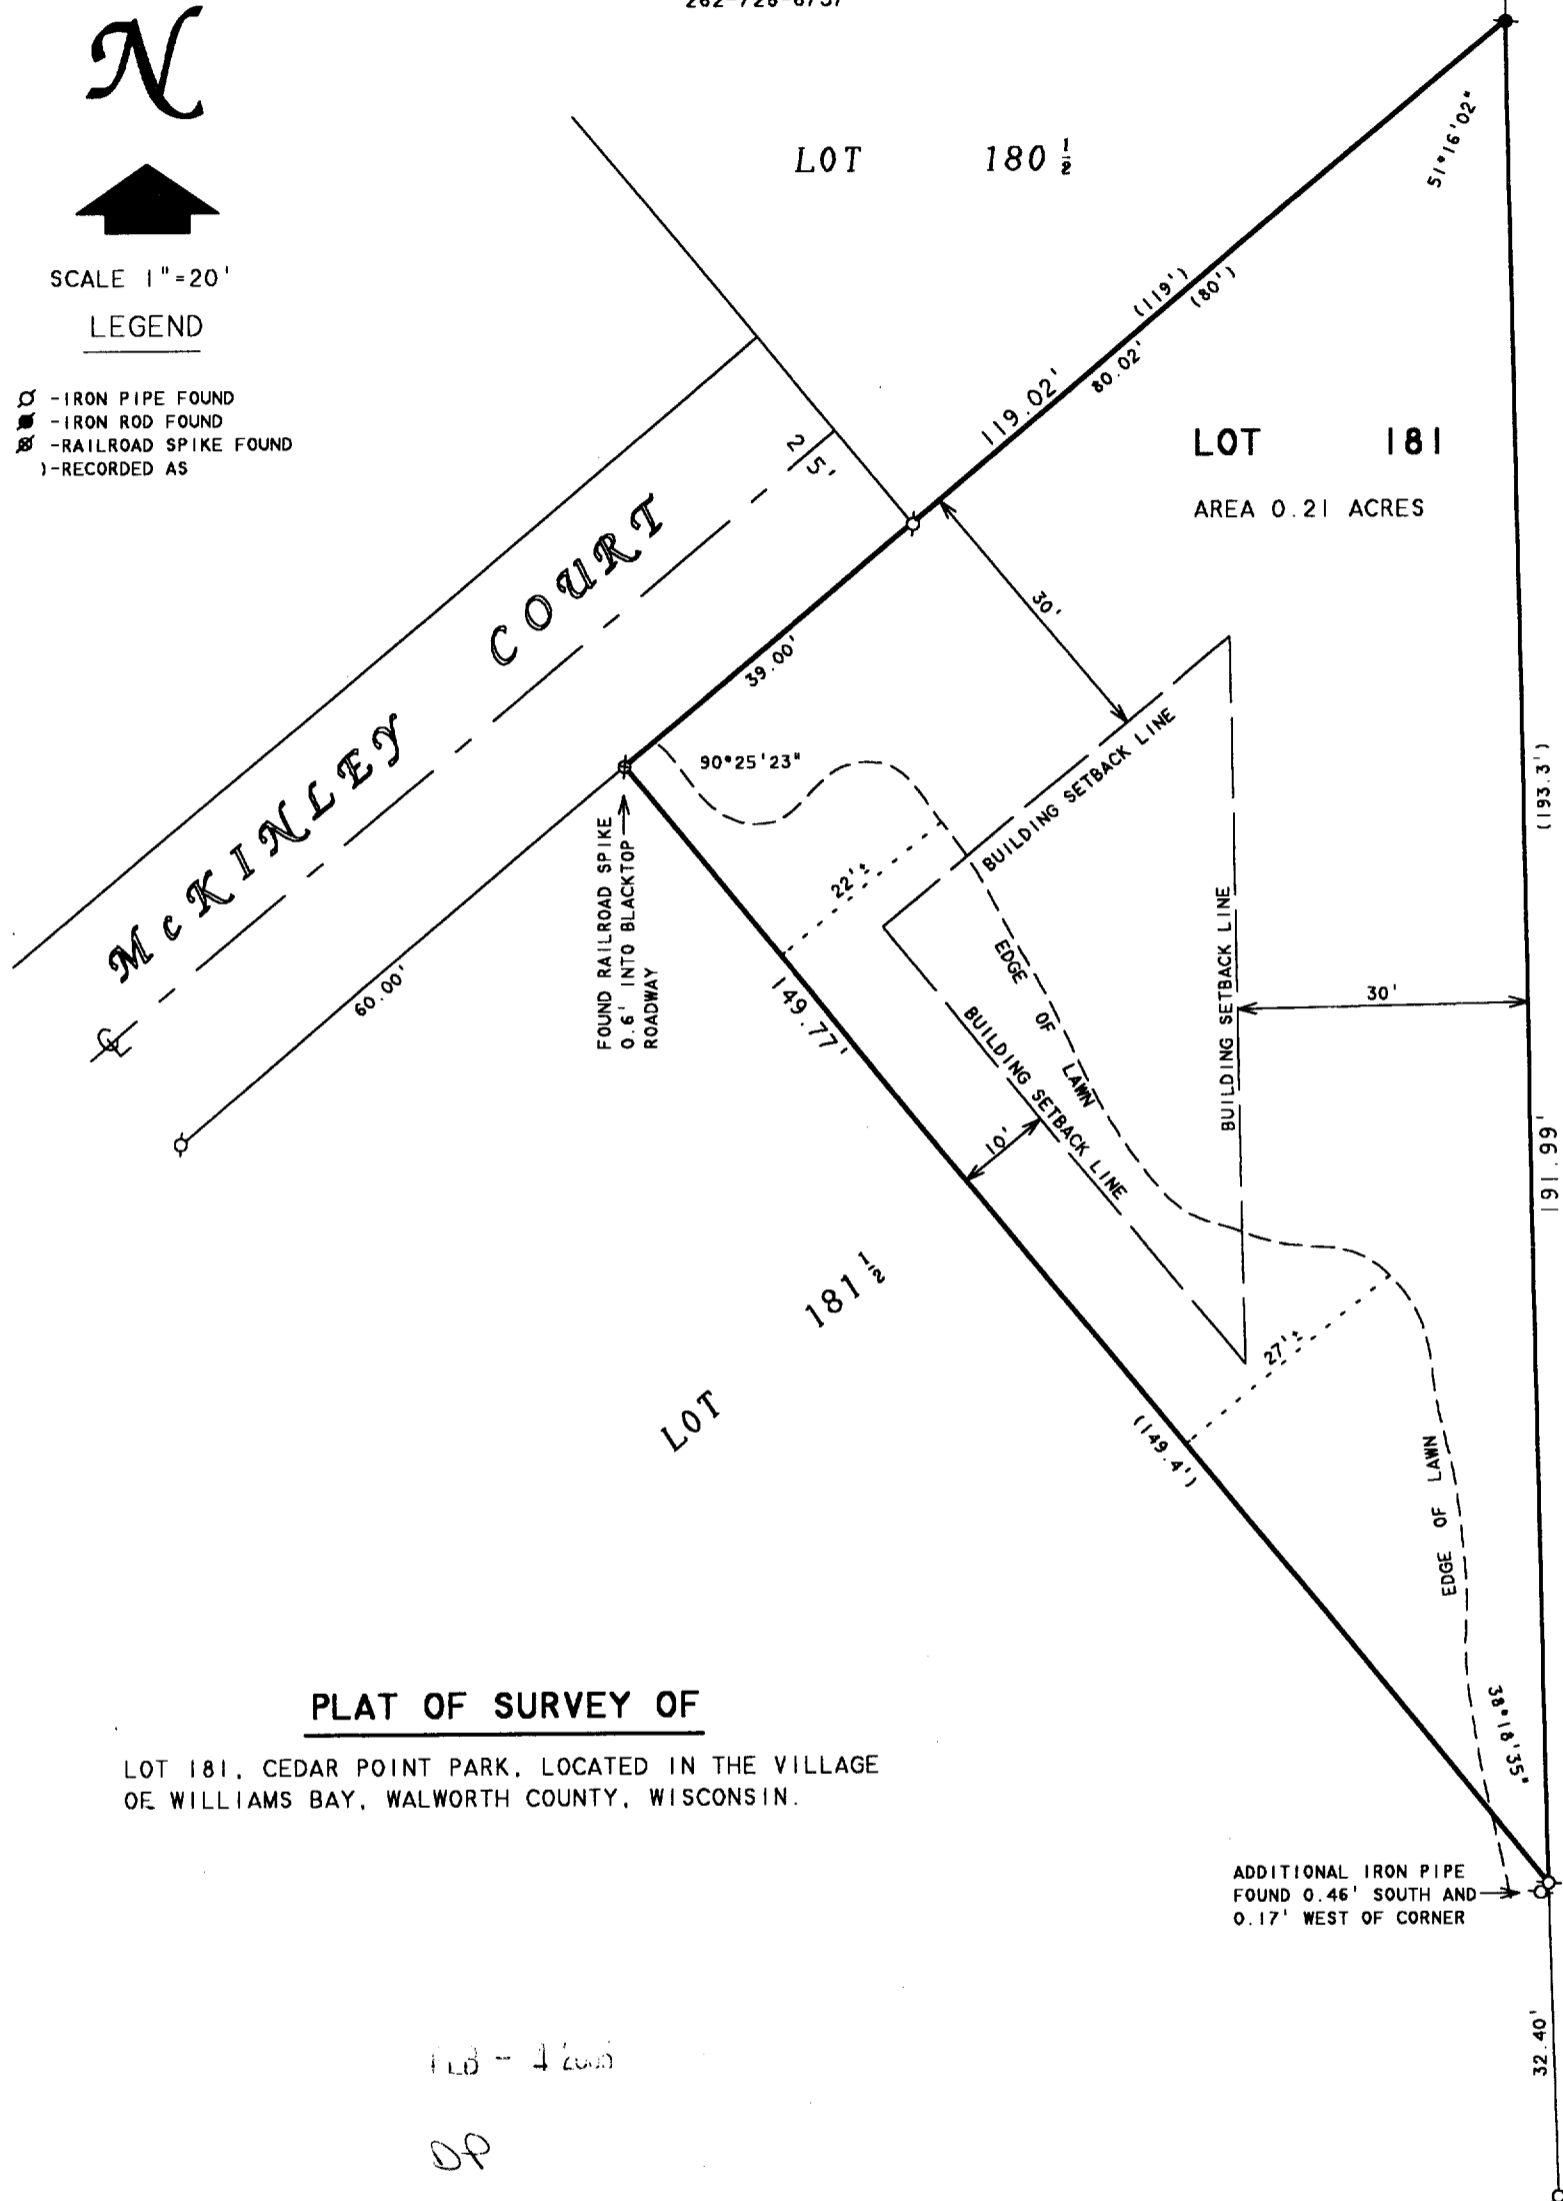 N
SCALE 1"=20'
LEGEND
-IRON PIPE FOUND
-IRON ROD FOUND
-RAILROAD SPIKE FOUND
)-RECORDED AS
LOT 180 ½
51°16'02"
(119')
(80')
119.02'
80.02'
LOT 181
AREA 0.21 ACRES
25'
McKINLEY COURT
30'
39.00'
90°25'23"
BUILDING SETBACK LINE
(193.3')
FOUND RAILROAD SPIKE
0.6' INTO BLACKTOP
ROADWAY
22'±
EDGE OF LAWN
BUILDING SETBACK LINE
30'
60.00'
149.77'
BUILDING SETBACK LINE
10'
191.99'
LOT 181 ½
27'±
(149.4')
EDGE OF LAWN
38°18'35"
PLAT OF SURVEY OF
LOT 181, CEDAR POINT PARK, LOCATED IN THE VILLAGE
OF WILLIAMS BAY, WALWORTH COUNTY, WISCONSIN.
ADDITIONAL IRON PIPE
FOUND 0.46' SOUTH AND
0.17' WEST OF CORNER
32.40'
DP